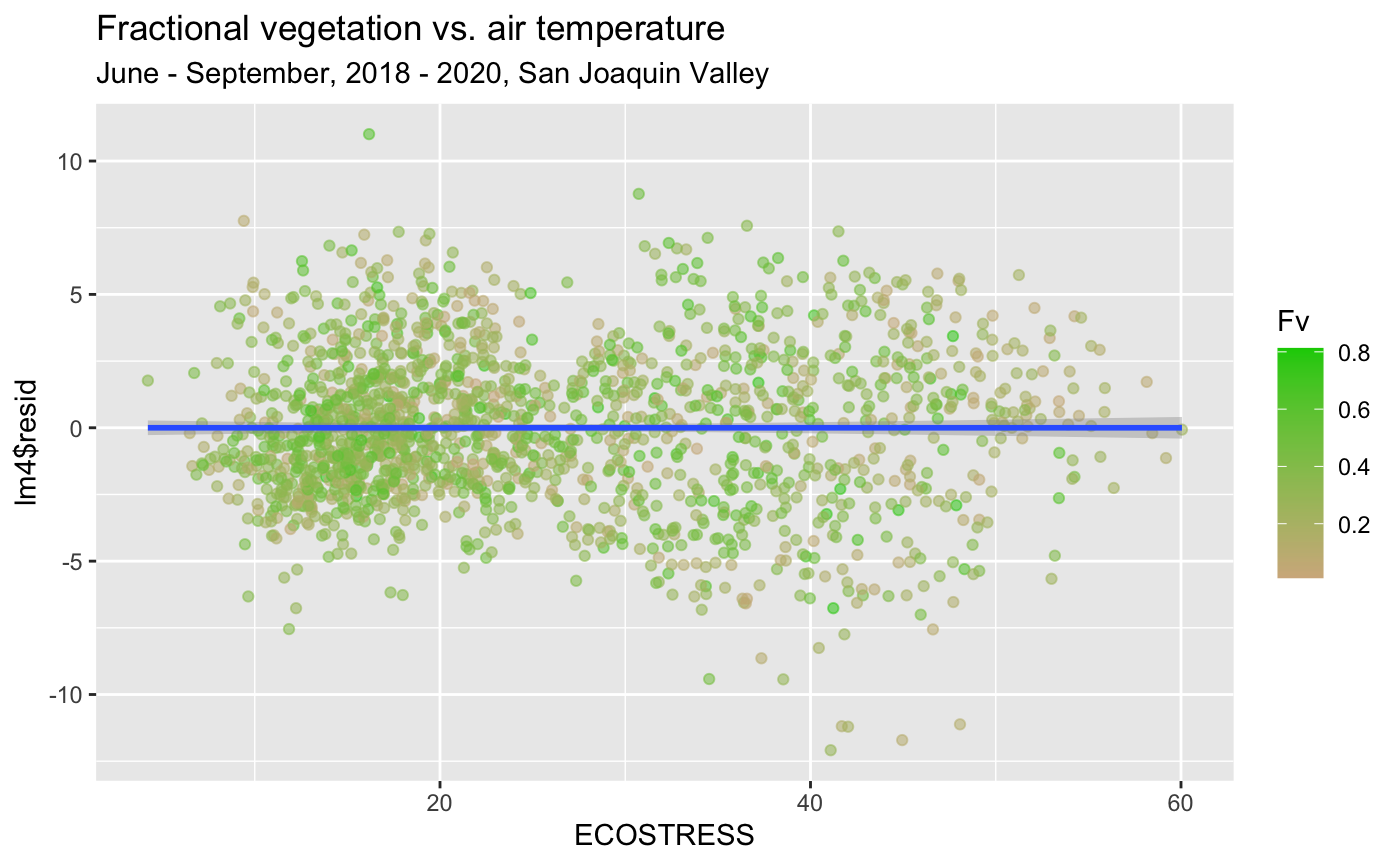 Fractional vegetation vs. air temperature
June - September, 2018 - 2020, San Joaquin Valley
10
5
0
-5
-10
lm4$resid
20
40
60
ECOSTRESS
Fv
0.8
0.6
0.4
0.2